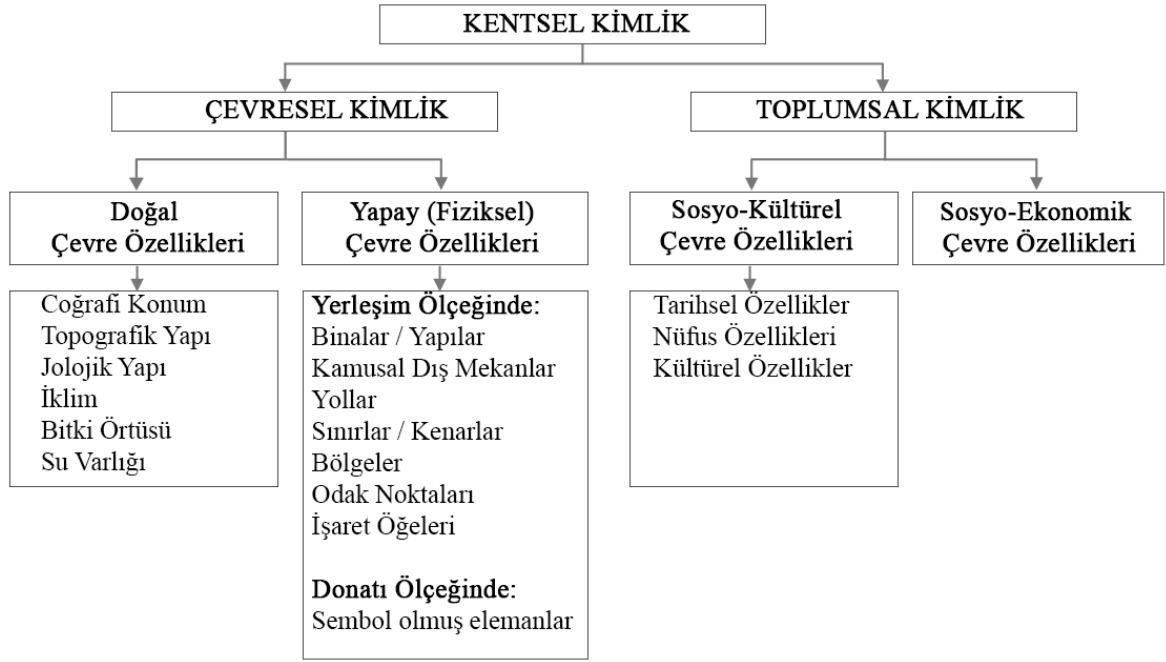 KENTSEL KİMLİK
ÇEVRESEL KİMLİK
TOPLUMSAL KİMLİK
Doğal
Çevre Özellikleri
Yapay (Fiziksel)
Çevre Özellikleri
Sosyo-Kültürel
Çevre Özellikleri
Sosyo-Ekonomik
Çevre Özellikleri
Coğrafi Konum
Topografik Yapı
Jolojik Yapı
İklim
Bitki Örtüsü
Su Varlığı
Yerleşim Ölçeğinde:
Binalar / Yapılar
Kamusal Dış Mekanlar
Yollar
Sınırlar / Kenarlar
Bölgeler
Odak Noktaları
İşaret Öğeleri
Donatı Ölçeğinde:
Sembol olmuş elemanlar
Tarihsel Özellikler
Nüfus Özellikleri
Kültürel Özellikler